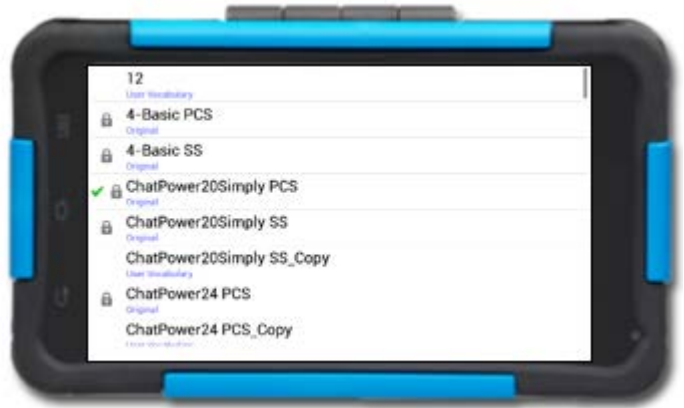 12
User Vocabulary
4-Basic PCS
Original
4-Basic SS
Original
ChatPower20Simply PCS
Original
ChatPower20Simply SS
Original
ChatPower20Simply SS_Copy
User Vocabulary
ChatPower24 PCS
Original
ChatPower24 PCS_Copy